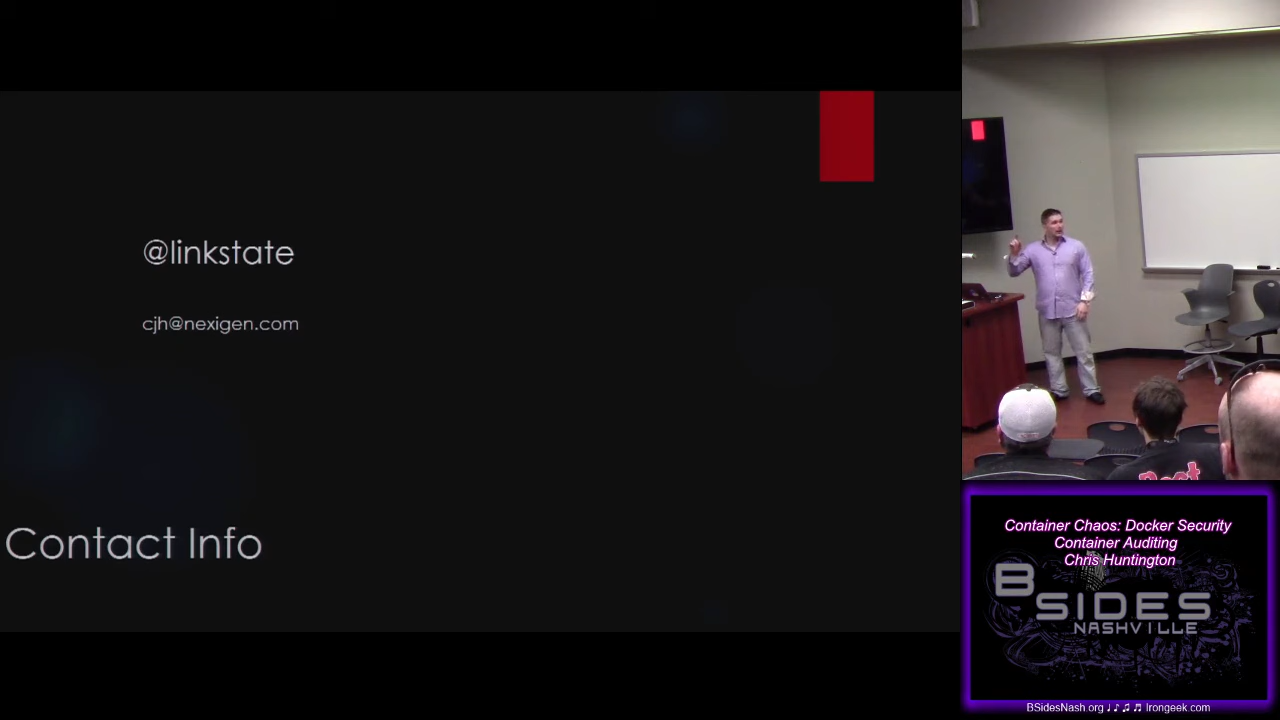 @linkstate
cjh@nexigen.com
Contact Info
Container Chaos: Docker Security
Container Auditing
Chris Huntington
BSIDES
NASHVILLE
BSidesNash.org ♩ ♪ ♫ ♬ Irongeek.com